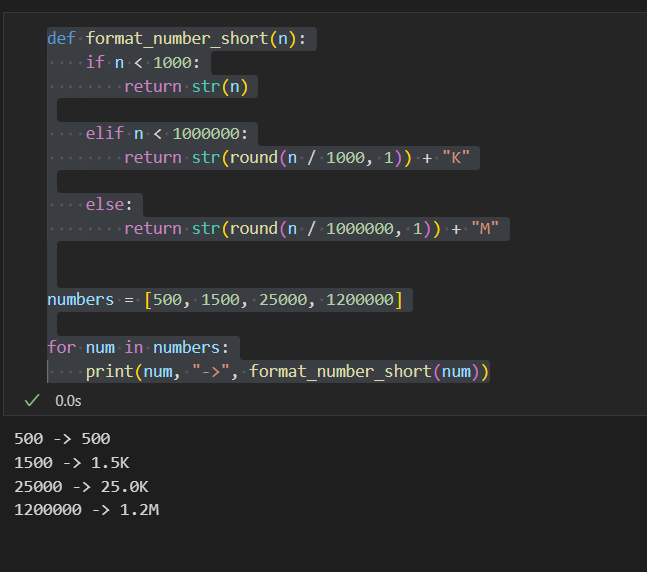 def format_number_short(n):
    if n < 1000:
        return str(n)
    elif n < 1000000:
        return str(round(n / 1000, 1)) + "K"
    else:
        return str(round(n / 1000000, 1)) + "M"
numbers = [500, 1500, 25000, 1200000]
for num in numbers:
    print(num, "->", format_number_short(num))
0.0s
500 -> 500
1500 -> 1.5K
25000 -> 25.0K
1200000 -> 1.2M